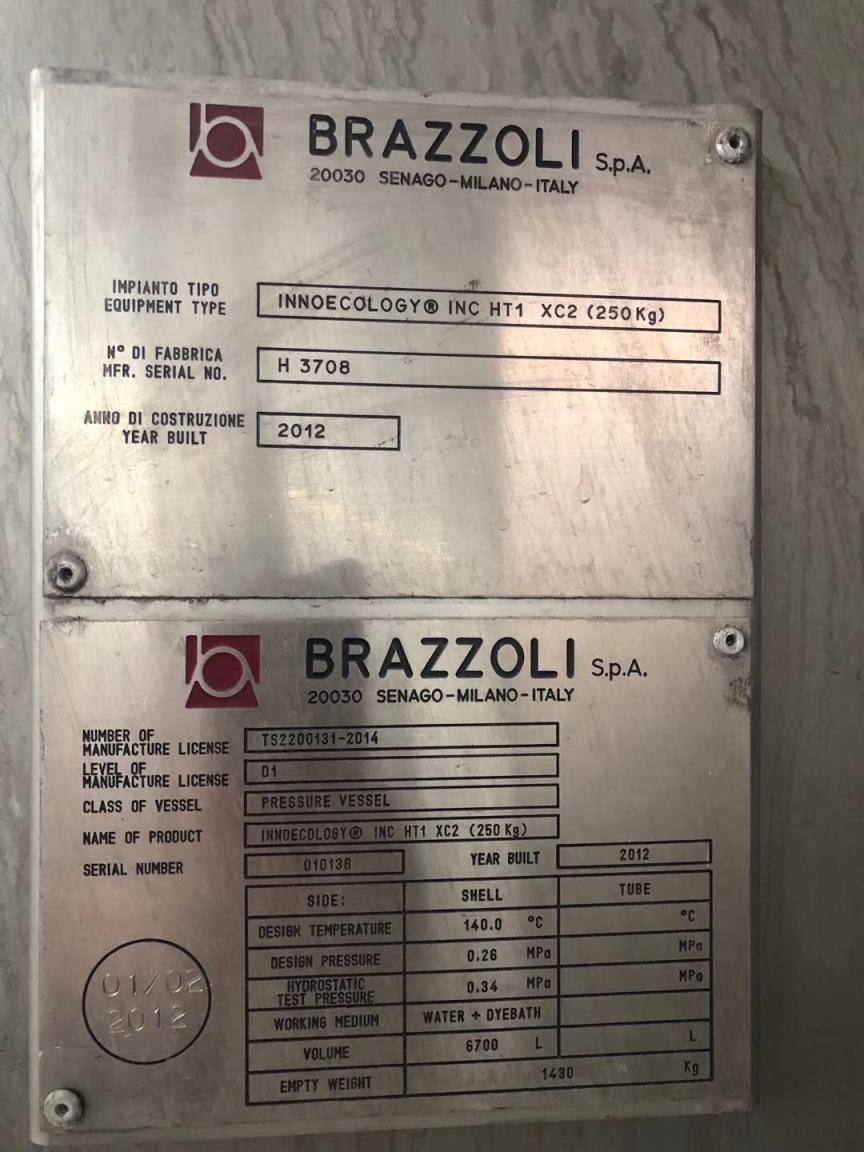 BRAZZOLI S.p.A.
20030 SENAGO-MILANO-ITALY
IMPIANTO TIPO
EQUIPMENT TYPE
INNOECOLOGY® INC HT1 XC2 (250Kg)
N° DI FABBRICA
MFR. SERIAL NO.
H 3708
ANNO DI COSTRUZIONE
YEAR BUILT
2012
BRAZZOLI S.p.A.
20030 SENAGO-MILANO-ITALY
NUMBER OF
MANUFACTURE LICENSE
TS2200131-2014
LEVEL OF
MANUFACTURE LICENSE
D1
CLASS OF VESSEL PRESSURE VESSEL
NAME OF PRODUCT INNOECOLOGY® INC HT1 XC2 (250Kg)
SERIAL NUMBER 010136 YEAR BUILT 2012
SIDE: SHELL TUBE
DESIGN TEMPERATURE 140.0 °C °C
DESIGN PRESSURE 0.26 MPa MPa
HYDROSTATIC
TEST PRESSURE
0.34 MPa MPa
WORKING MEDIUM WATER + DYEBATH
VOLUME 6700 L L
EMPTY WEIGHT 1430 Kg
01/02
2012